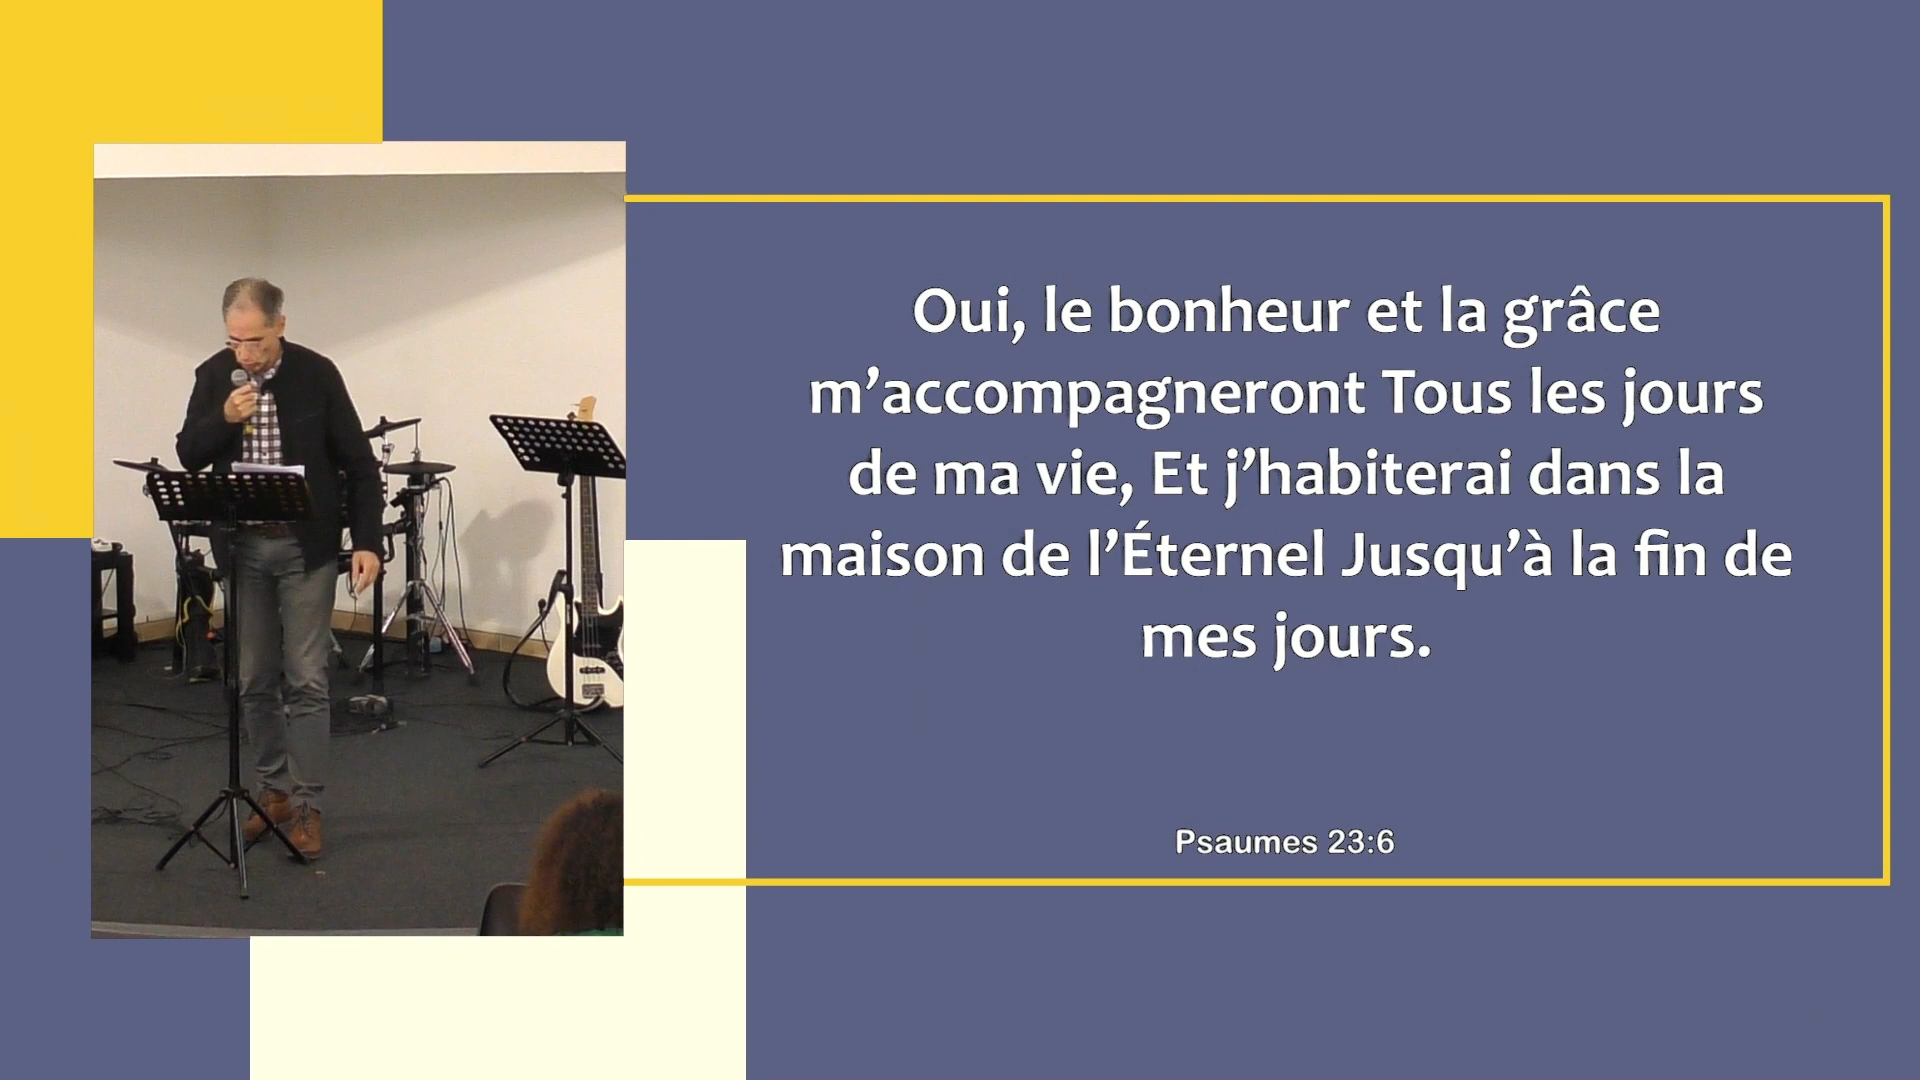 Oui, le bonheur et la grâce
m’accompagneront Tous les jours
de ma vie, Et j’habiterai dans la
maison de l’Éternel Jusqu’à la fin de
mes jours.
Psaumes 23:6